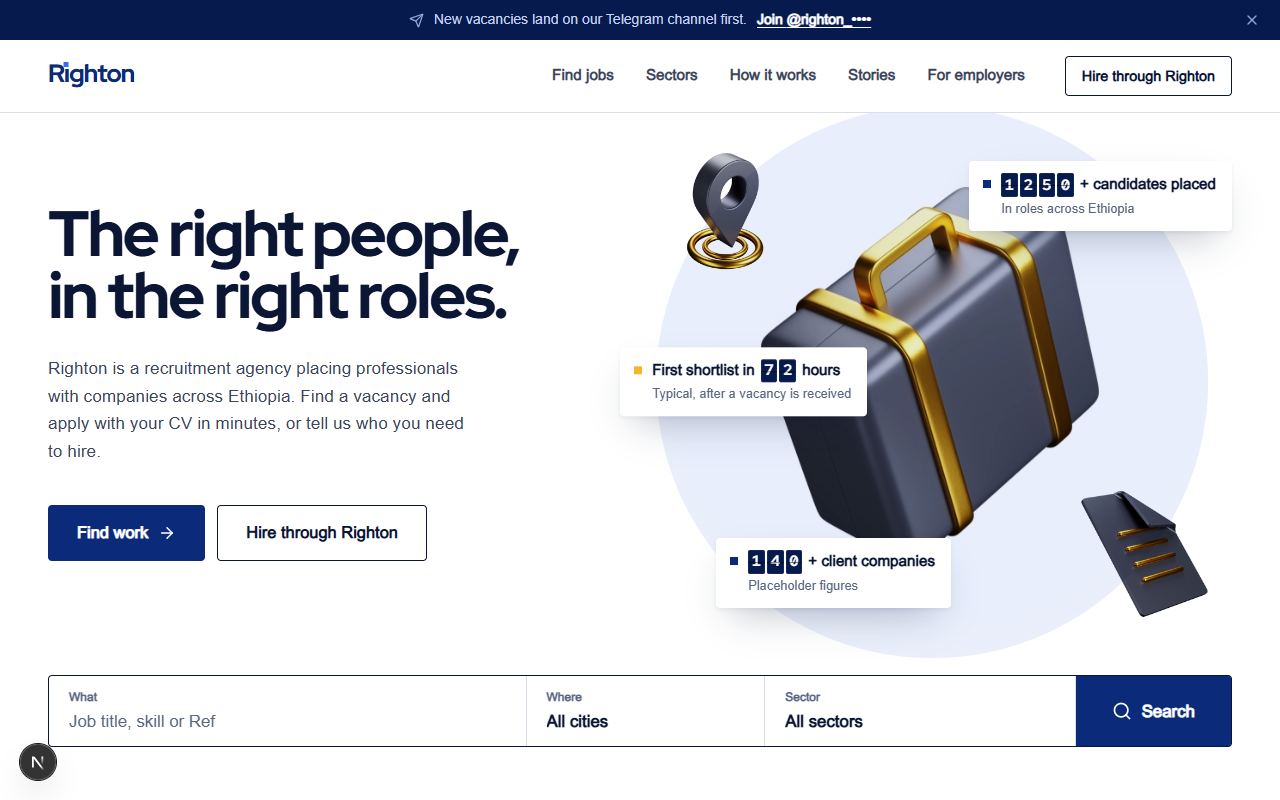 New vacancies land on our Telegram channel first. Join @righton_••••
Righton
Find jobs
Sectors
How it works
Stories
For employers
Hire through Righton
The right people,
in the right roles.
Righton is a recruitment agency placing professionals
with companies across Ethiopia. Find a vacancy and
apply with your CV in minutes, or tell us who you need
to hire.
Find work
Hire through Righton
1250 + candidates placed
In roles across Ethiopia
First shortlist in 72 hours
Typical, after a vacancy is received
140 + client companies
Placeholder figures
What
Job title, skill or Ref
Where
All cities
Sector
All sectors
Search
N